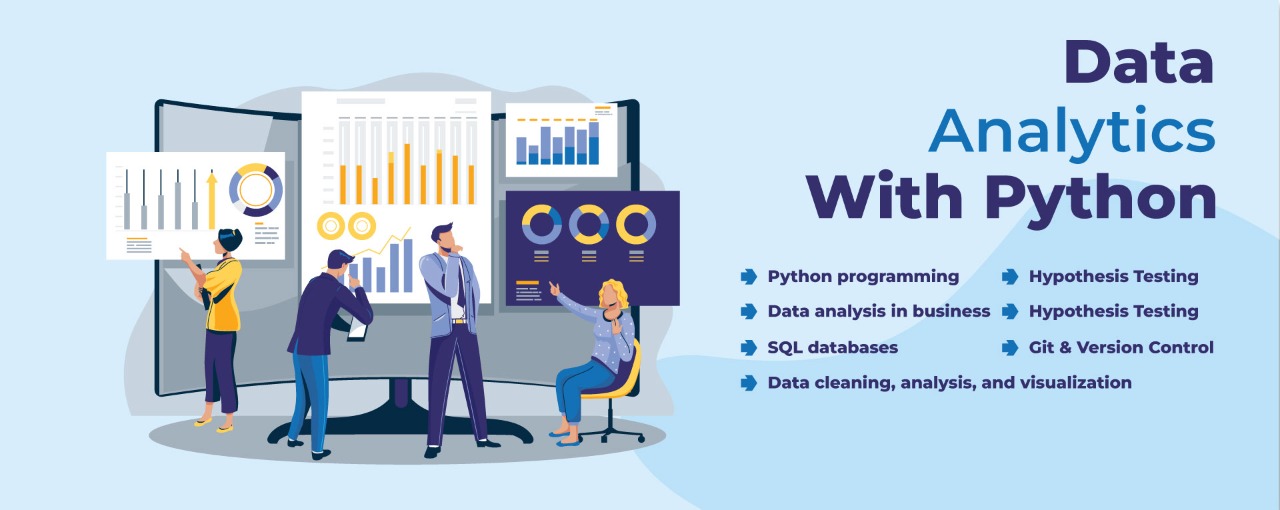 Data
Analytics
With Python
Python programming
Data analysis in business
SQL databases
Data cleaning, analysis, and visualization
Hypothesis Testing
Hypothesis Testing
Git & Version Control